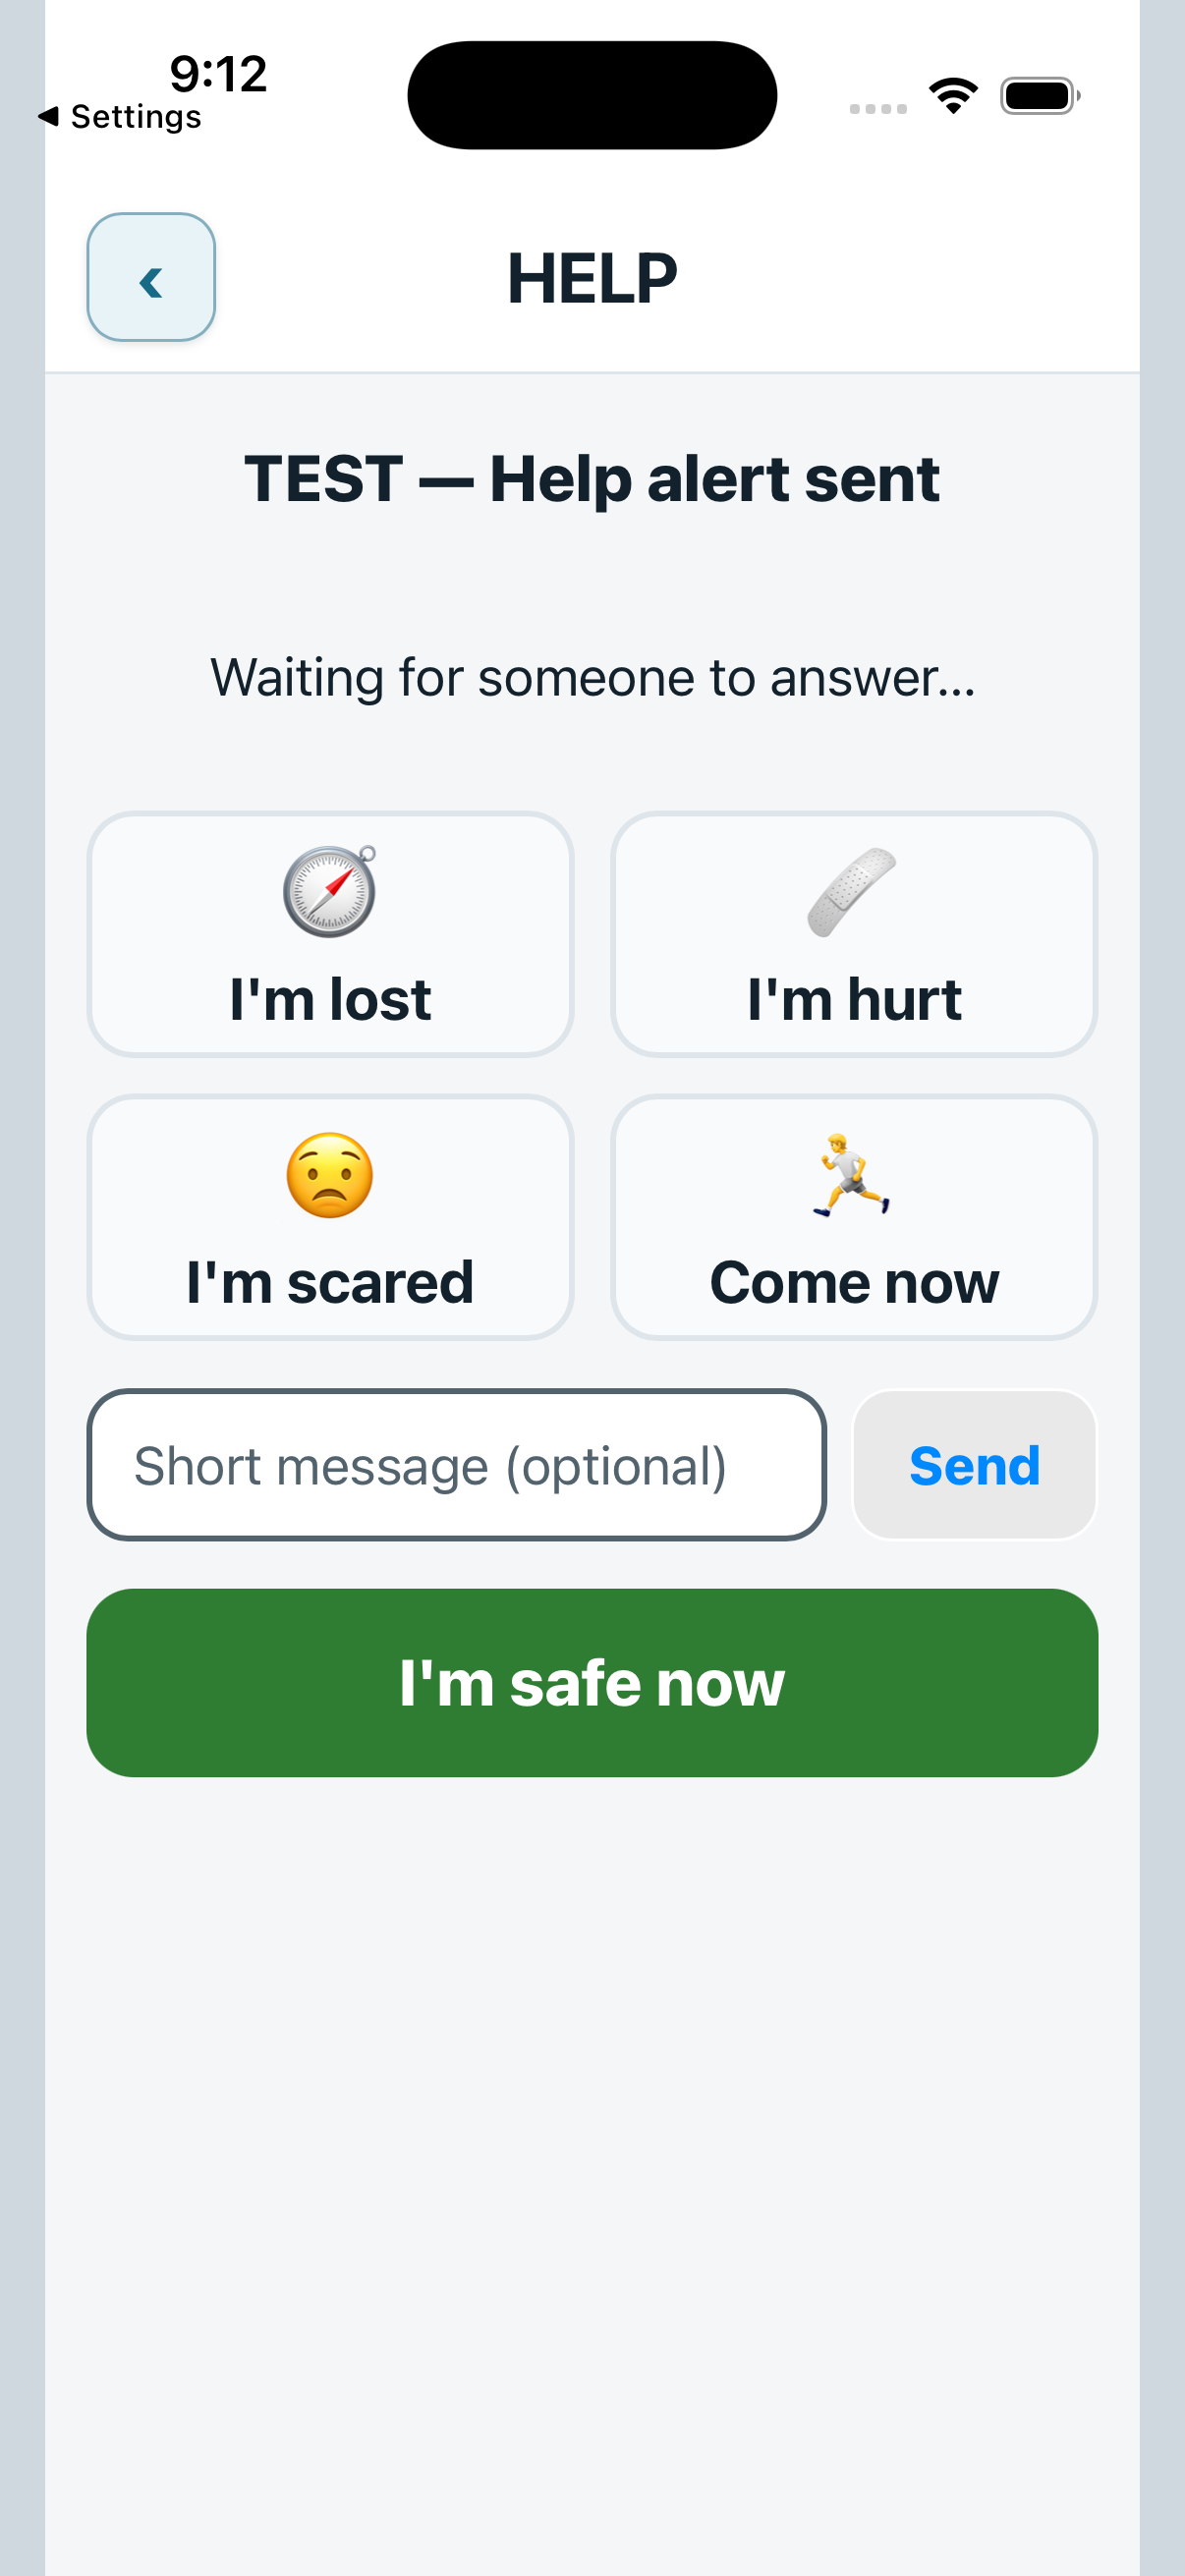 9:12
Settings
HELP
TEST — Help alert sent
Waiting for someone to answer...
I'm lost
I'm hurt
I'm scared
Come now
Short message (optional)
Send
I'm safe now